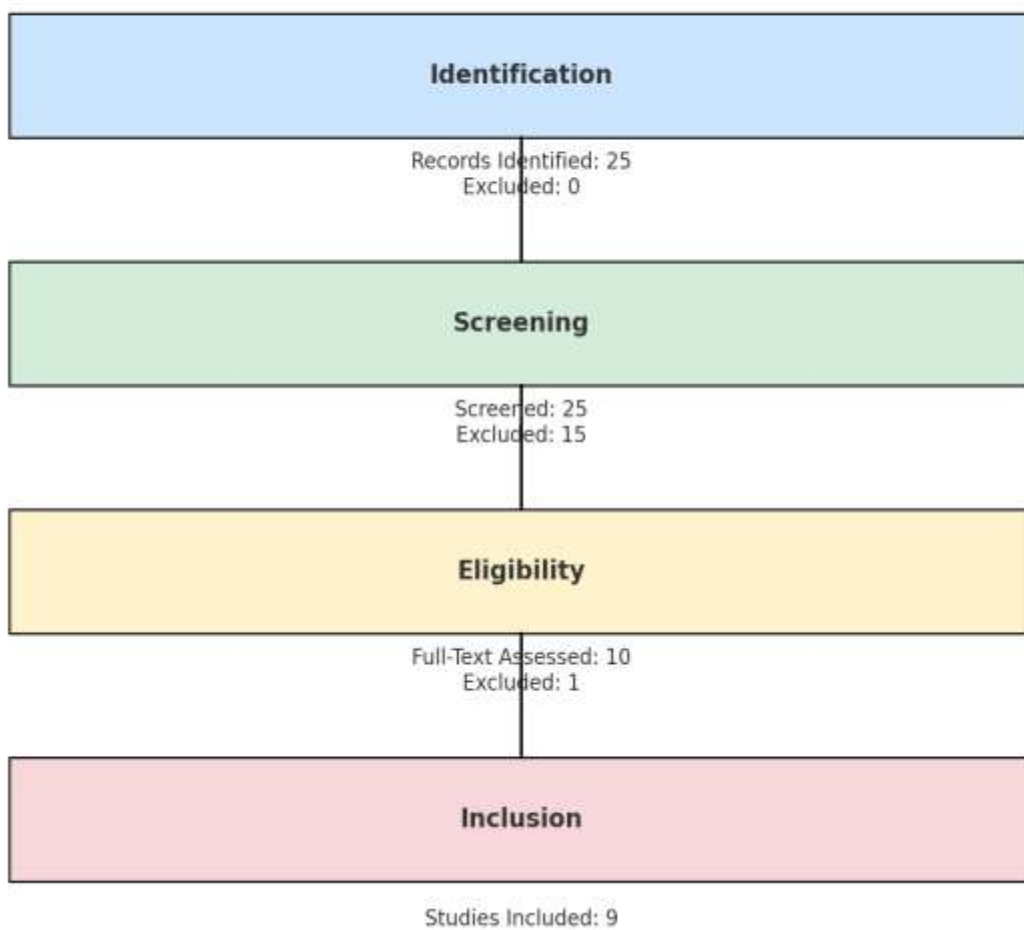 Identification
Records Identified: 25
Excluded: 0
Screening
Screened: 25
Excluded: 15
Eligibility
Full-Text Assessed: 10
Excluded: 1
Inclusion
Studies Included: 9